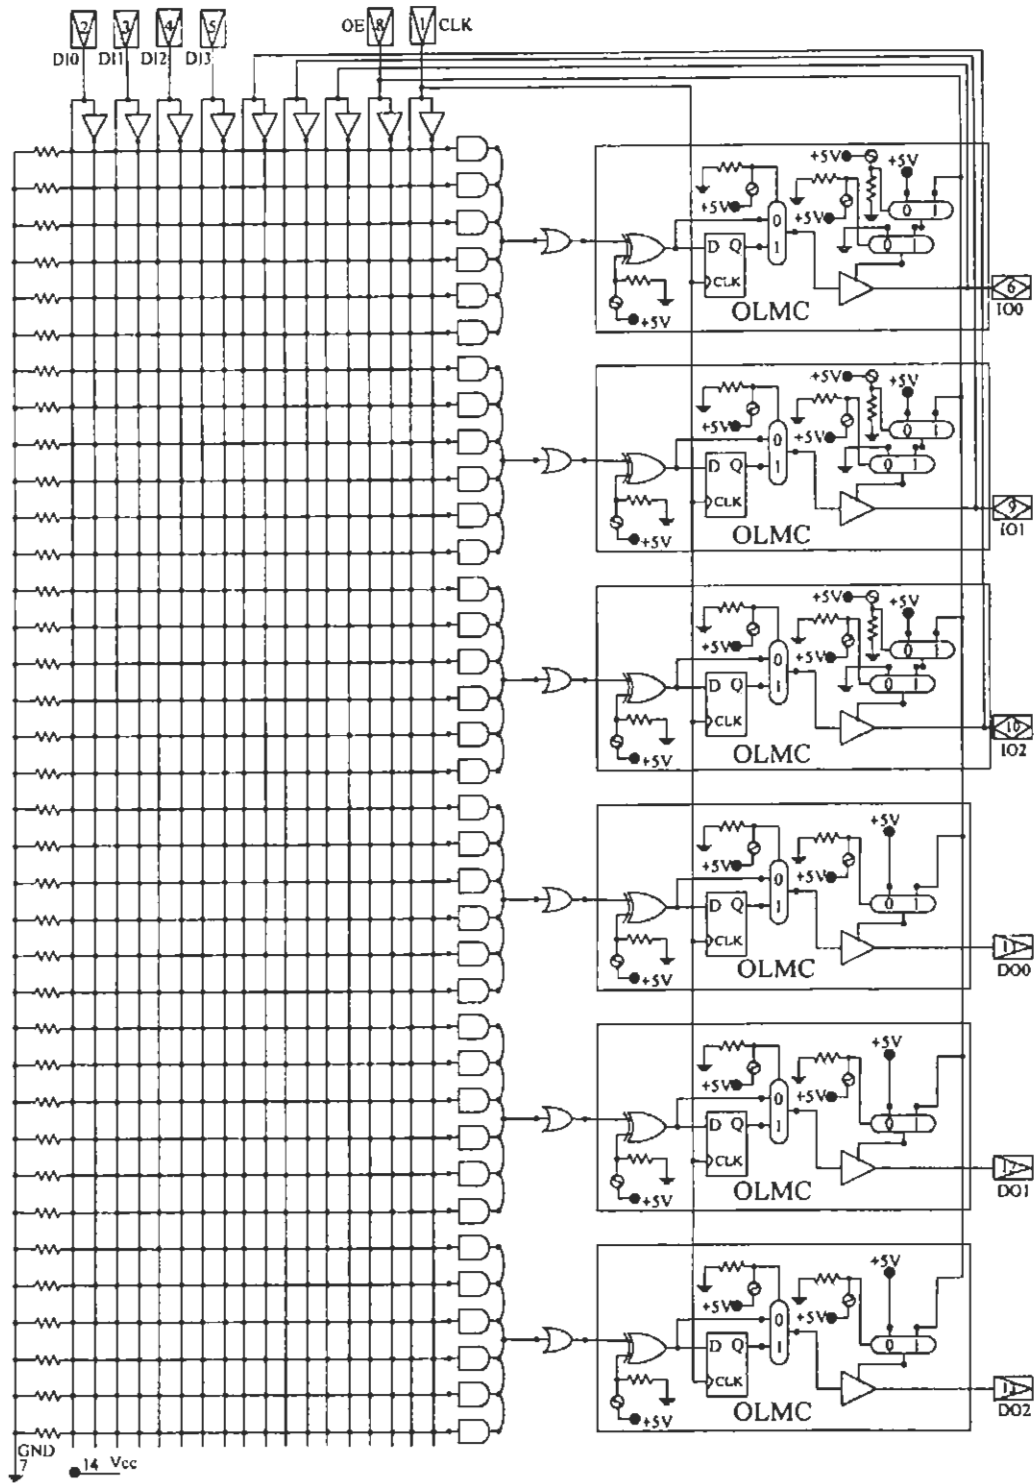 2 3 4 5 OE 8 1 CLK
DI0 DI1 DI2 DI3
+5V +5V
+5V +5V 0 1
0 0 1
D Q 1
CLK
+5V OLMC
6
IO0
+5V +5V
+5V +5V 0 1
0 0 1
D Q 1
CLK
+5V OLMC
9
IO1
+5V +5V
+5V +5V 0 1
0 0 1
D Q 1
CLK
+5V OLMC
10
IO2
+5V
+5V +5V
0 0 1
D Q 1
CLK
+5V OLMC
DO0
+5V
+5V +5V
0 0 1
D Q 1
CLK
+5V OLMC
DO1
+5V
+5V +5V
0 0 1
D Q 1
CLK
+5V OLMC
DO2
GND
7 14 Vcc